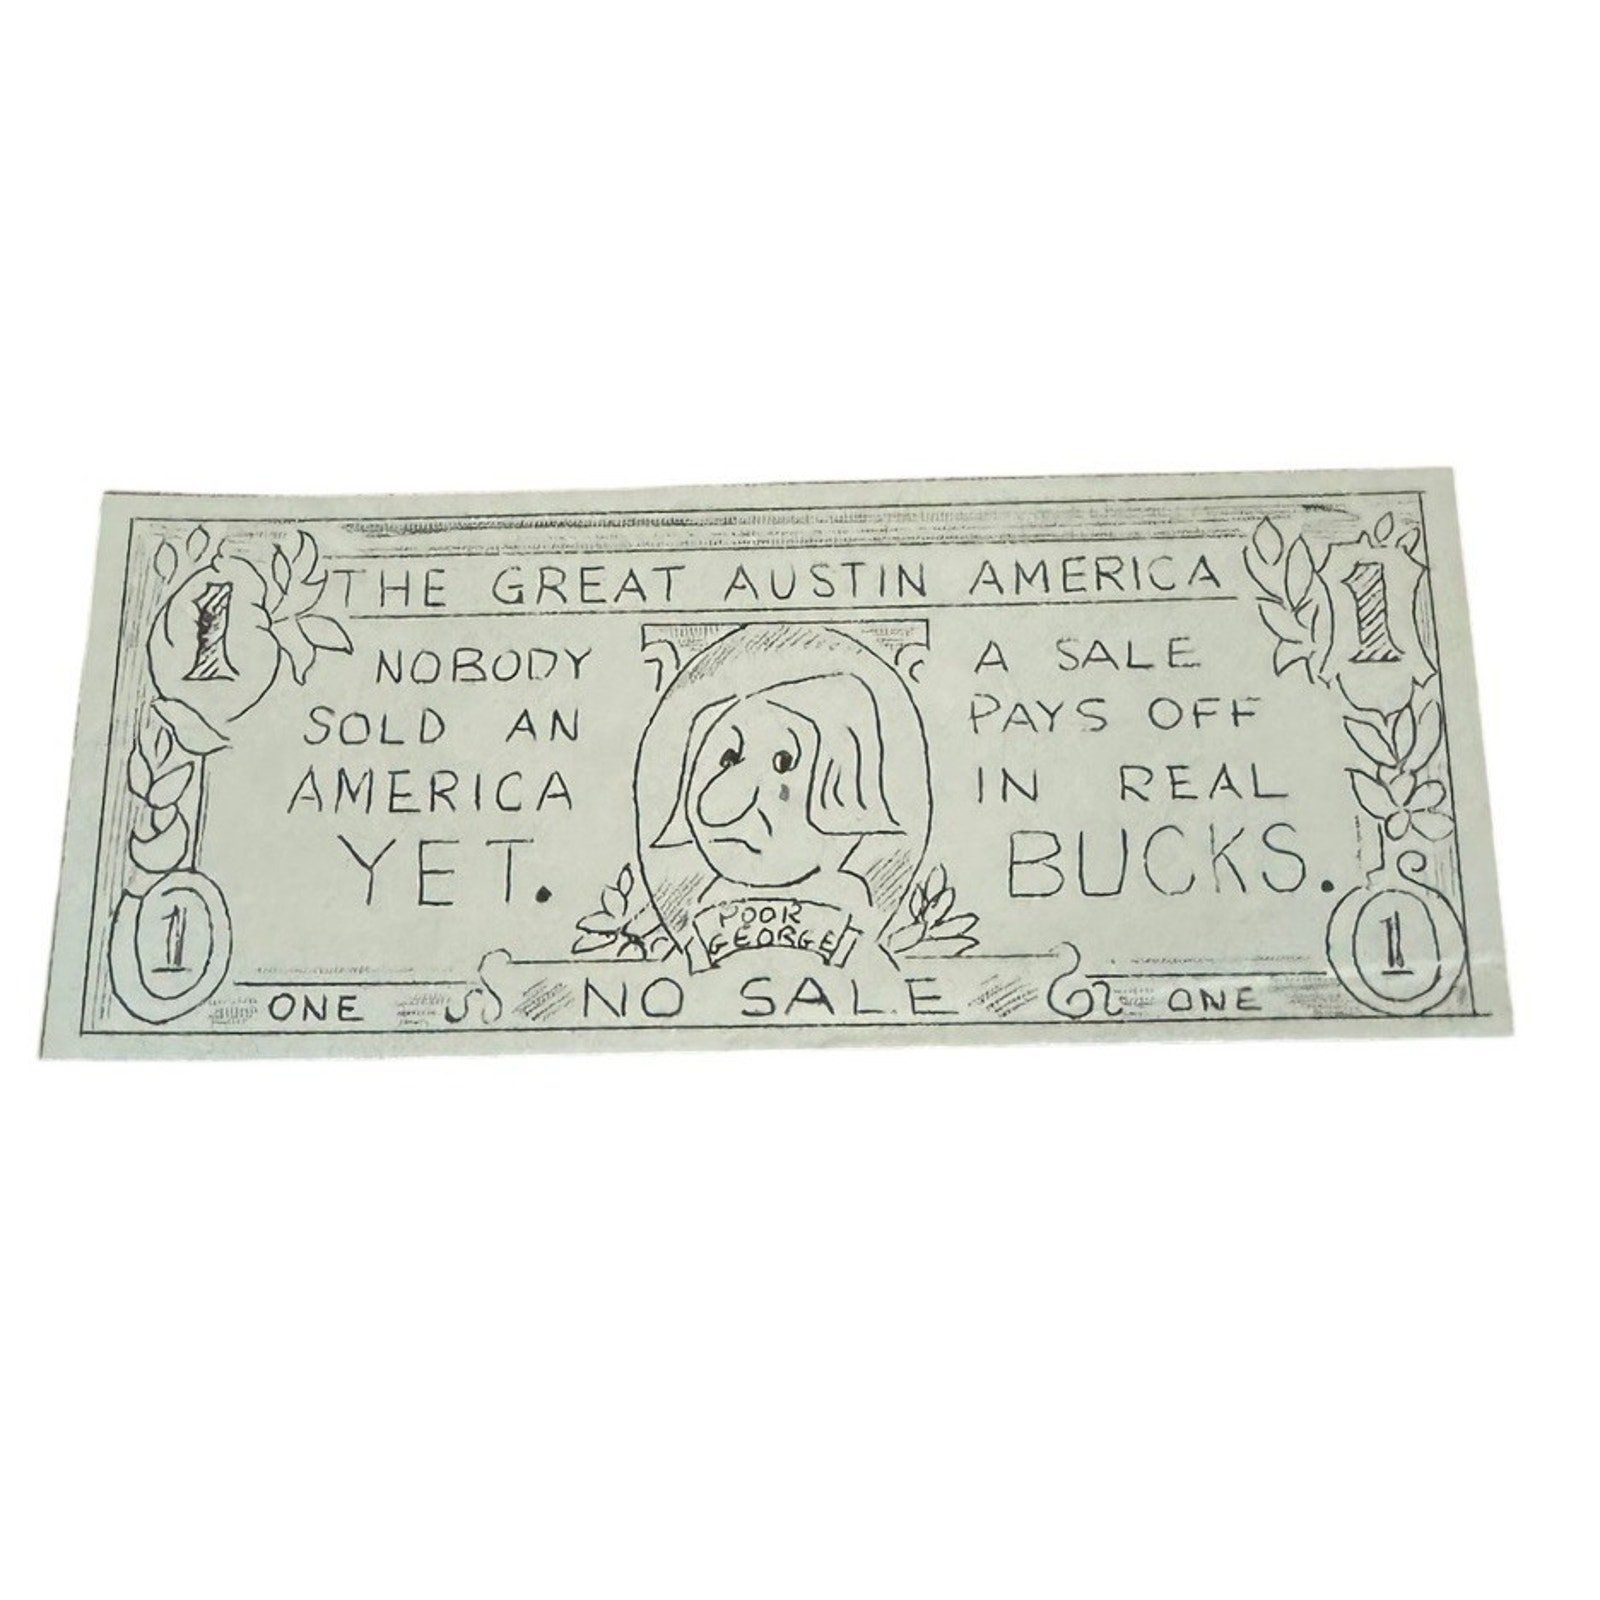 1
THE GREAT AUSTIN AMERICA
1
NOBODY
SOLD AN
AMERICA
YET.
A SALE
PAYS OFF
IN REAL
BUCKS.
POOR
GEORGE
1
ONE
NO SALE
ONE
1